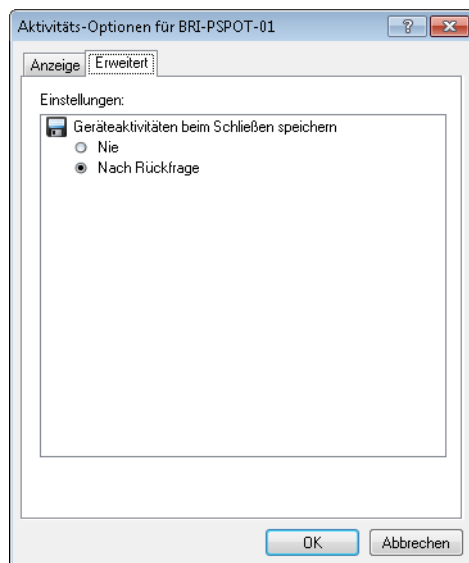 Aktivitäts-Optionen für BRI-PSPOT-01
Anzeige Erweitert
Einstellungen:
Geräteaktivitäten beim Schließen speichern
Nie
Nach Rückfrage
OK Abbrechen